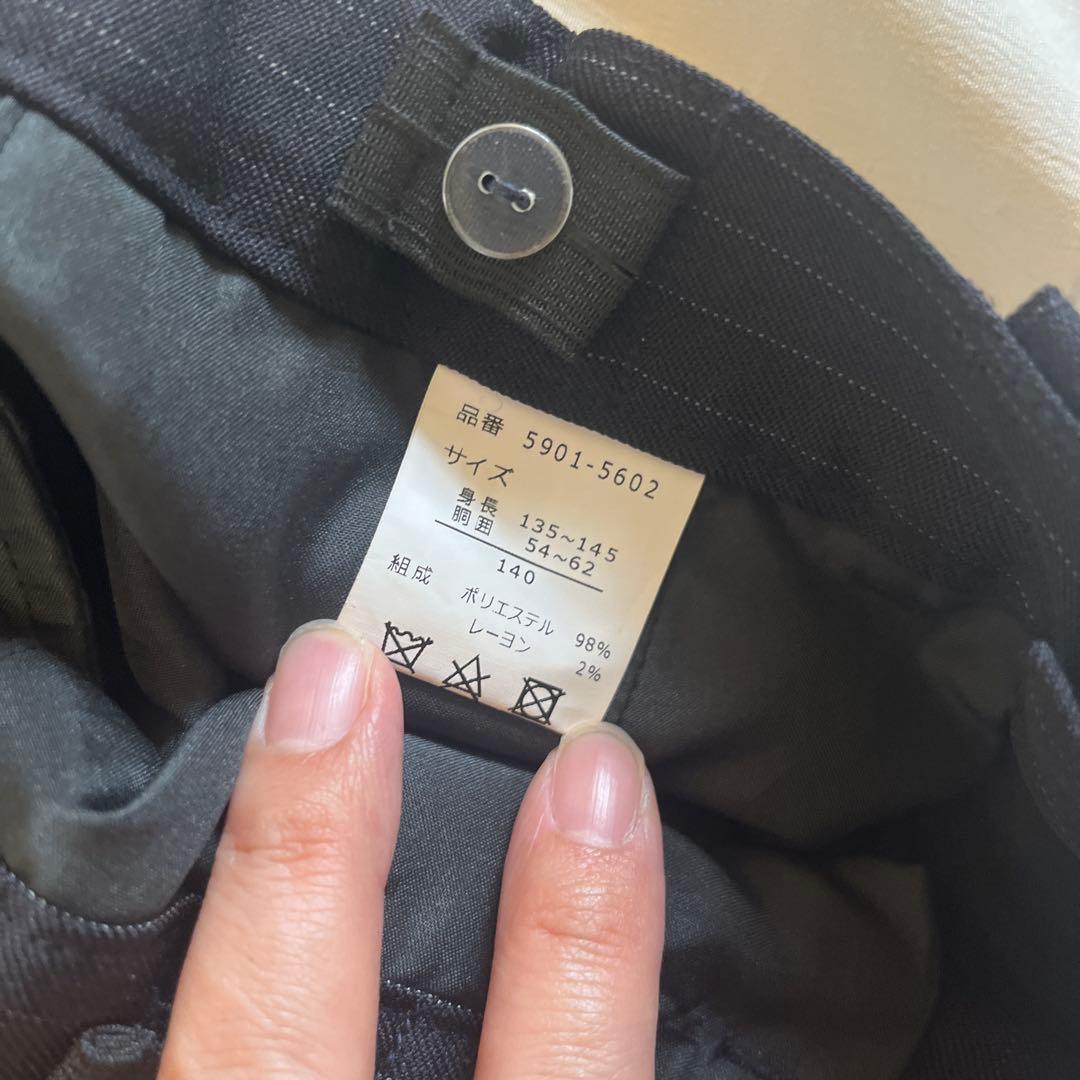 品番 5901-5602
サイズ
身長 135~145
胴囲 54~62
140
組成 ポリエステル 98%
レーヨン 2%